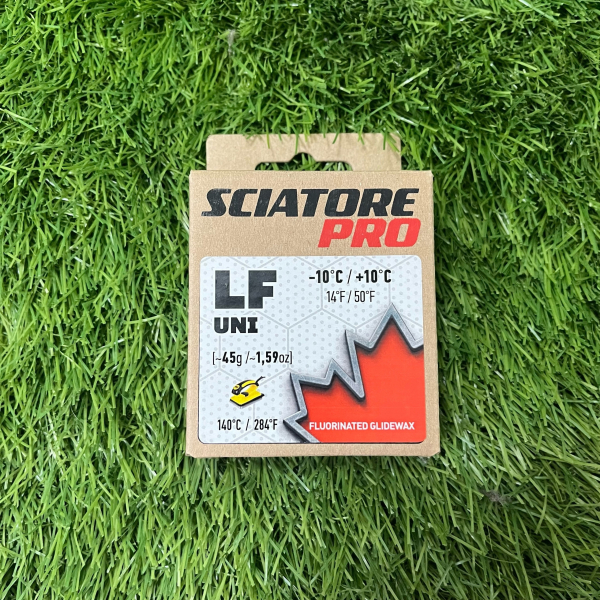 SCIATORE
PRO
LF
UNI
-10°C / +10°C
14°F / 50°F
(~45g /~1,59oz)
140°C / 284°F
FLUORINATED GLIDEWAX